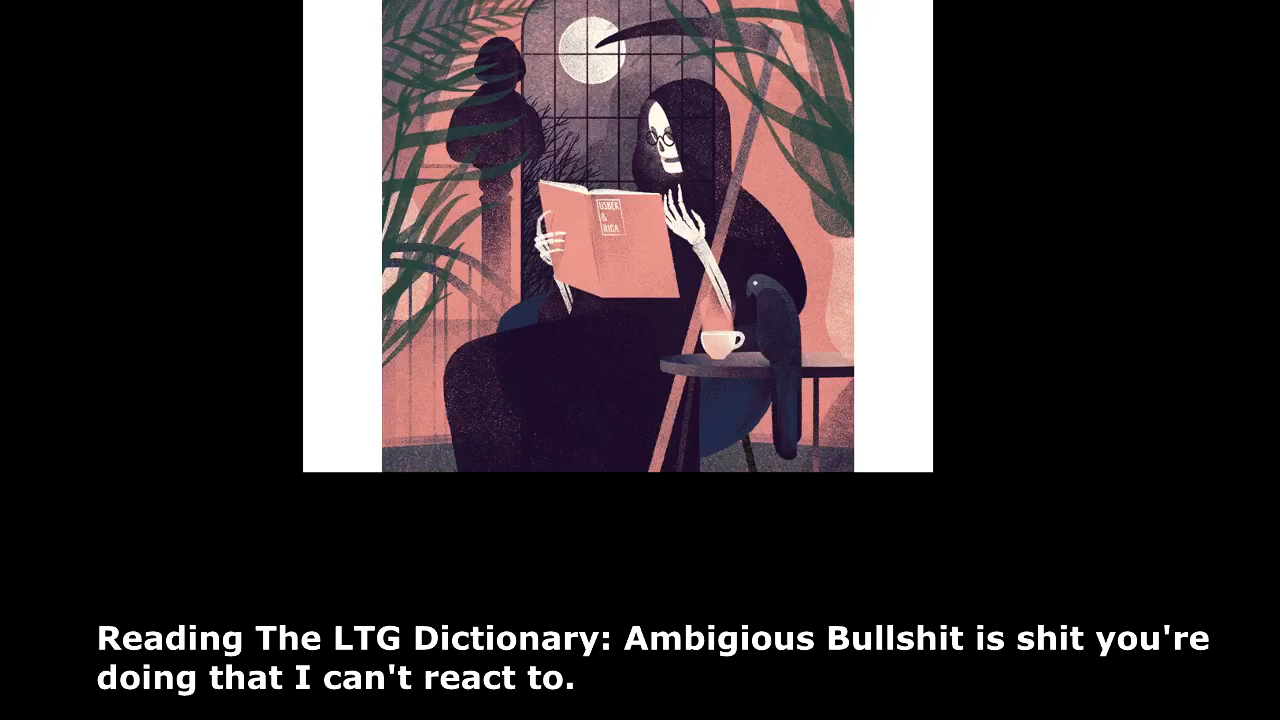 USBEK
&
RICA
Reading The LTG Dictionary: Ambigious Bullshit is shit you're
doing that I can't react to.